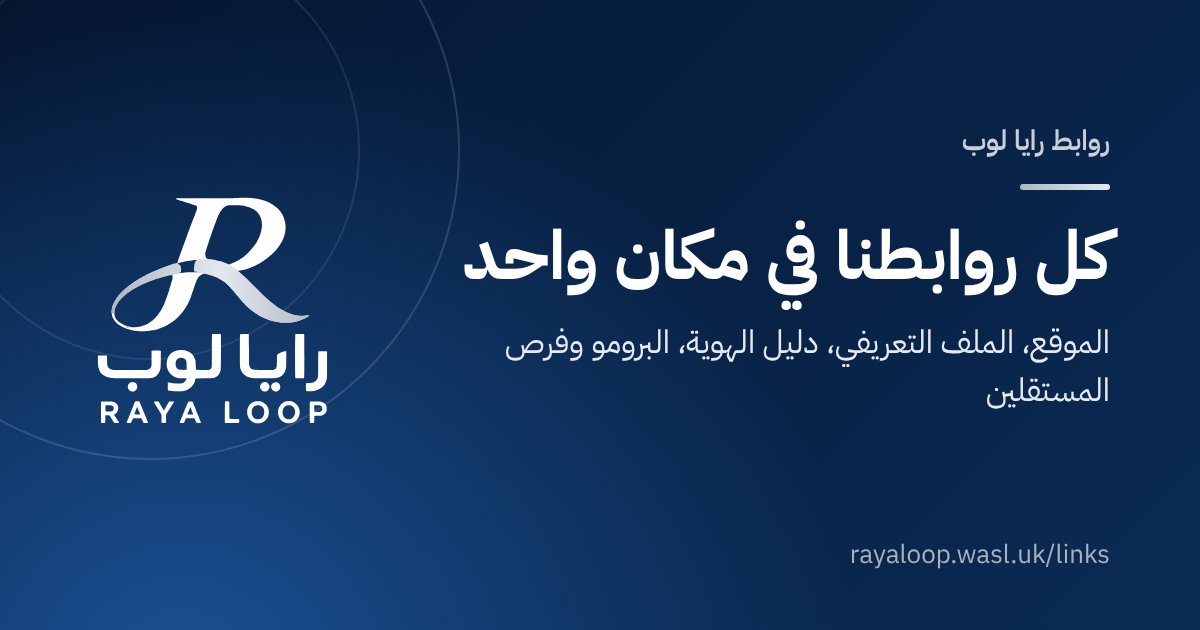 روابط رايا لوب
كل روابطنا في مكان واحد
الموقع، الملف التعريفي، دليل الهوية، البرومو وفرص
المستقلين
رايا لوب
RAYA LOOP
rayaloop.wasl.uk/links